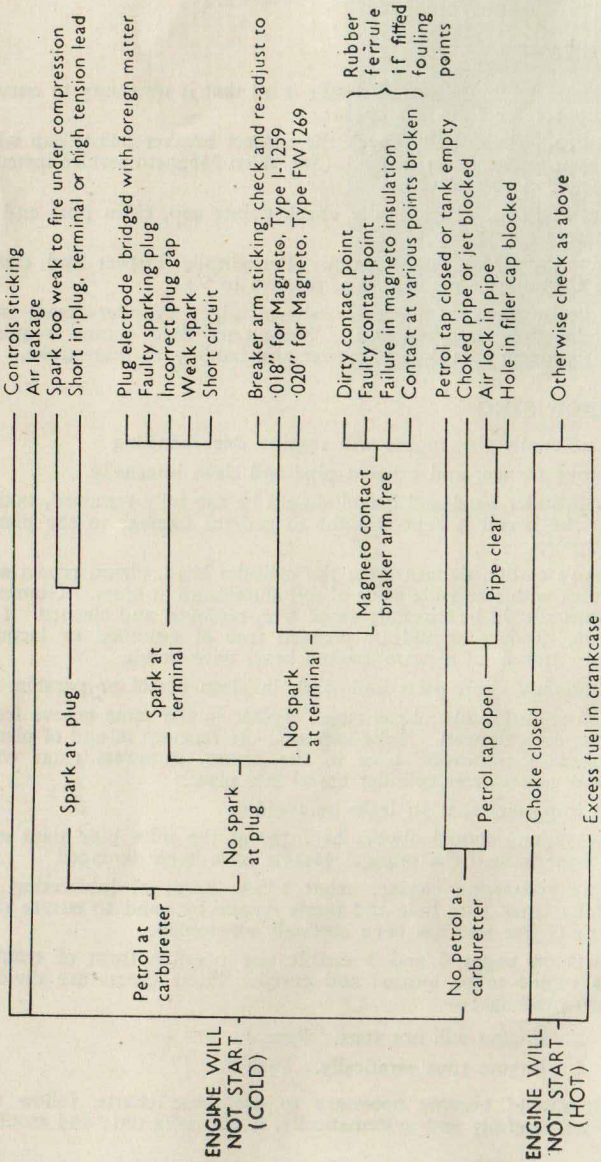 ENGINE WILL
NOT START
(COLD)
Controls sticking
Air leakage
Petrol at
carburetter
Spark at plug
Spark too weak to fire under compression
Short in plug, terminal or high tension lead
No spark
at plug
Spark at
terminal
Plug electrode bridged with foreign matter
Faulty sparking plug
Incorrect plug gap
Weak spark
Short circuit
No spark
at terminal
Breaker arm sticking, check and re-adjust to
·018" for Magneto, Type I-1259
·020" for Magneto, Type FW1269
Magneto contact
breaker arm free
Dirty contact point
Faulty contact point
Failure in magneto insulation
Contact at various points broken
Rubber
ferrule
if fitted
fouling
points
No petrol at
carburetter
Petrol tap closed or tank empty
Petrol tap open
Choked pipe or jet blocked
Pipe clear
Air lock in pipe
Hole in filler cap blocked
ENGINE WILL
NOT START
(HOT)
Choke closed
Otherwise check as above
Excess fuel in crankcase